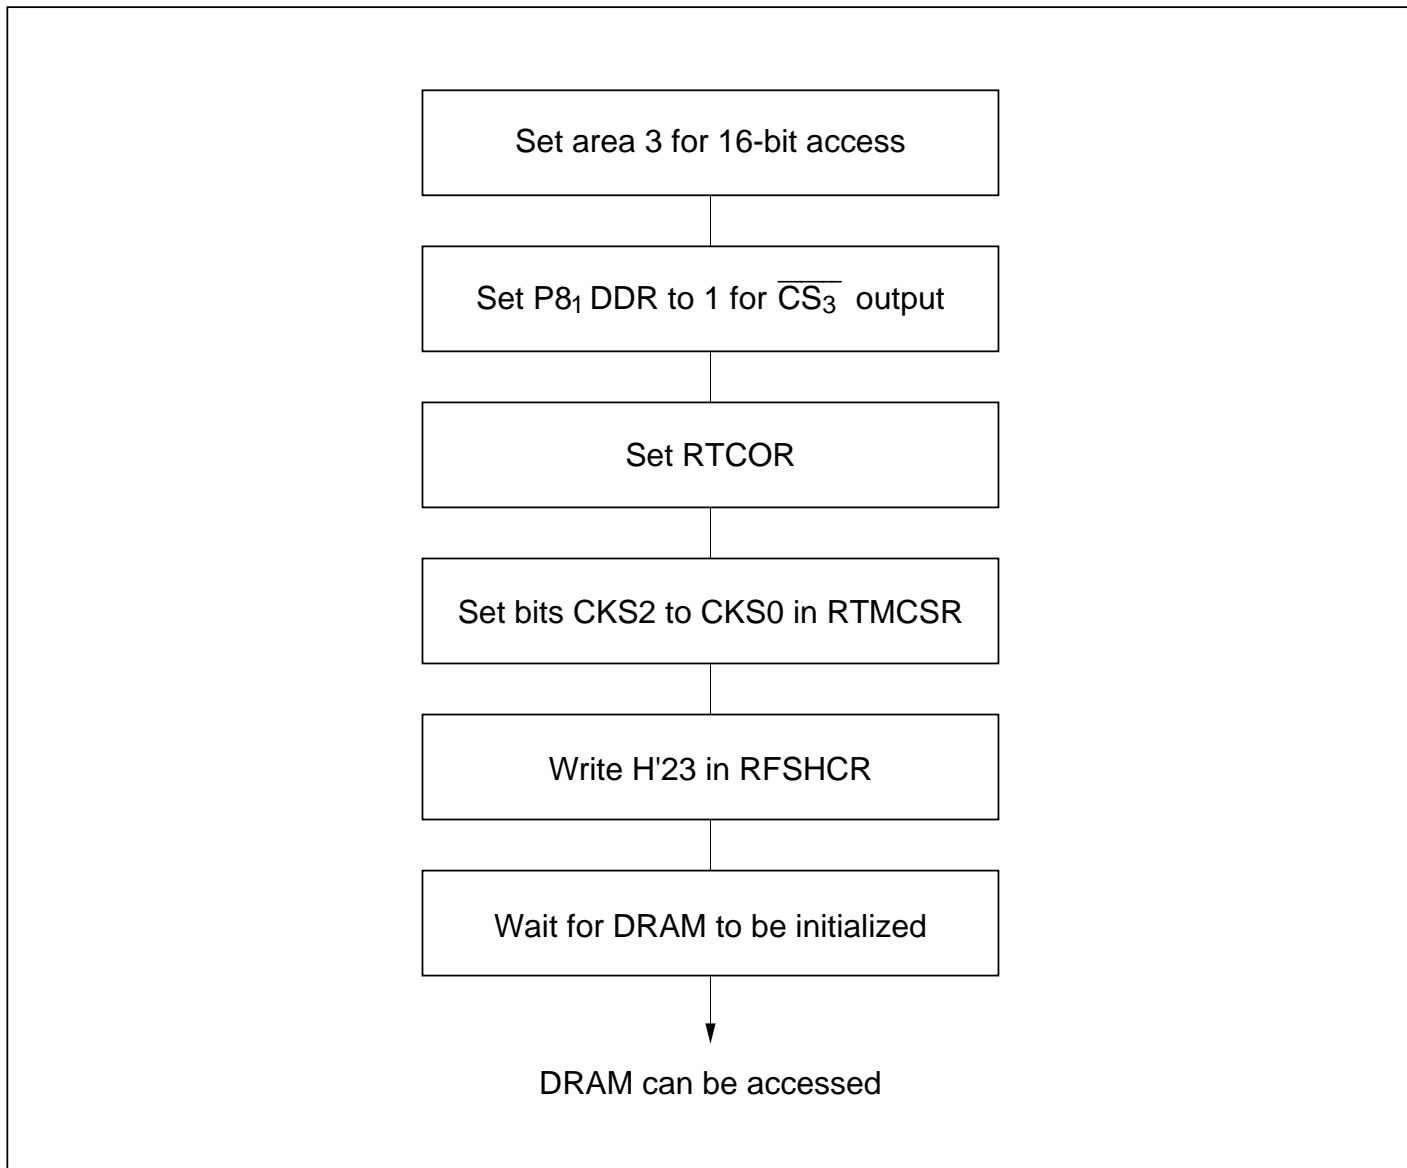 Set area 3 for 16-bit access
Set P8₁ DDR to 1 for C̅S̅₃̅ output
Set RTCOR
Set bits CKS2 to CKS0 in RTMCSR
Write H'23 in RFSHCR
Wait for DRAM to be initialized
DRAM can be accessed